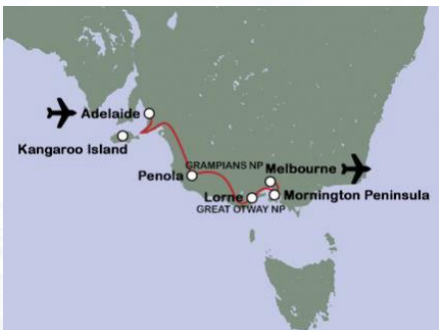 Adelaide
Kangaroo Island
GRAMPIANS NP
Melbourne
Penola
Lorne
Mornington Peninsula
GREAT OTWAY NP